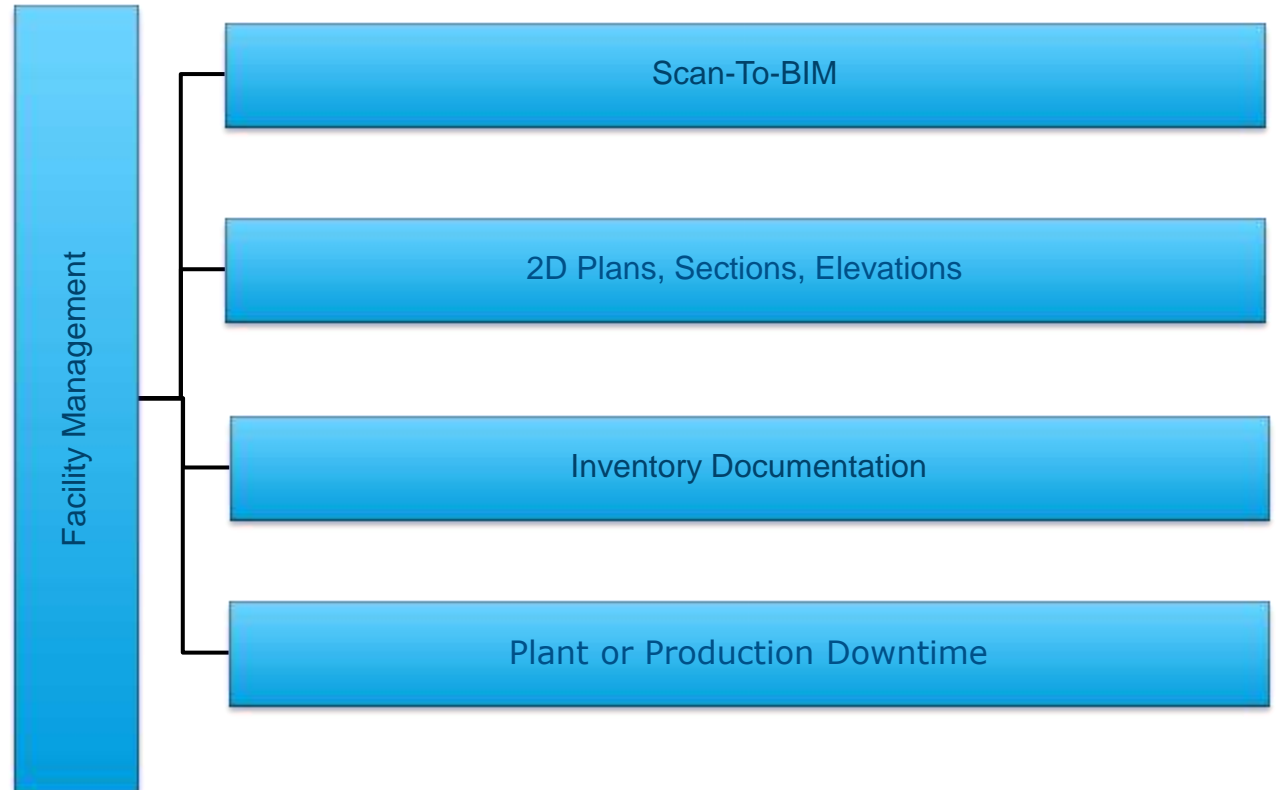 Facility Management
Scan-To-BIM
2D Plans, Sections, Elevations
Inventory Documentation
Plant or Production Downtime